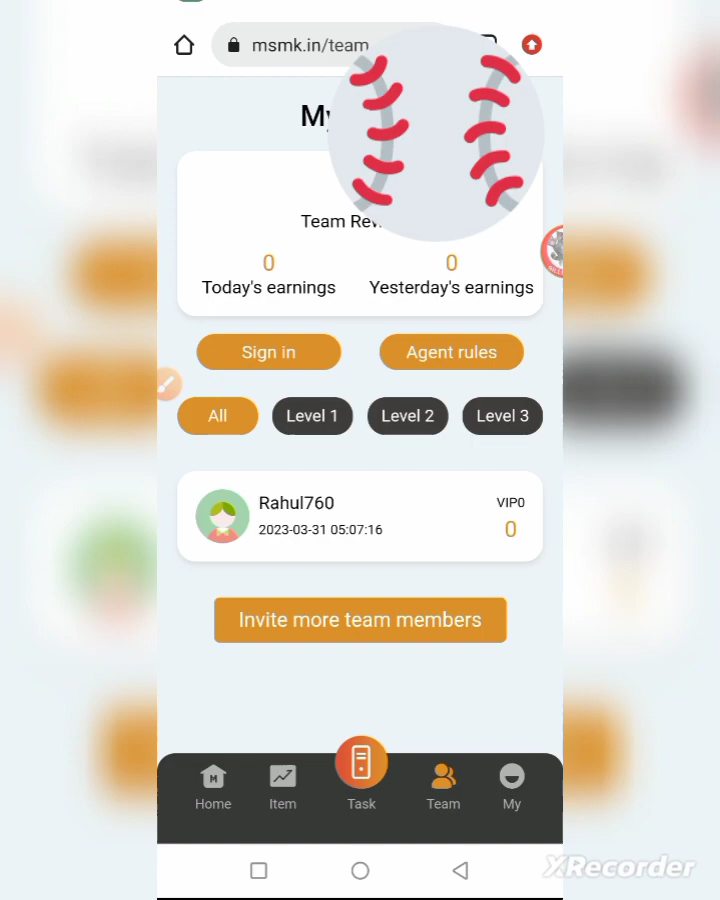 msmk.in/team
Team
Today's earnings
0
Yesterday's earnings
0
Sign in
Agent rules
All
Level 1
Level 2
Level 3
Rahul760
2023-03-31 05:07:16
VIP0
0
Invite more team members
Home
Item
Task
Team
My
XRecorder